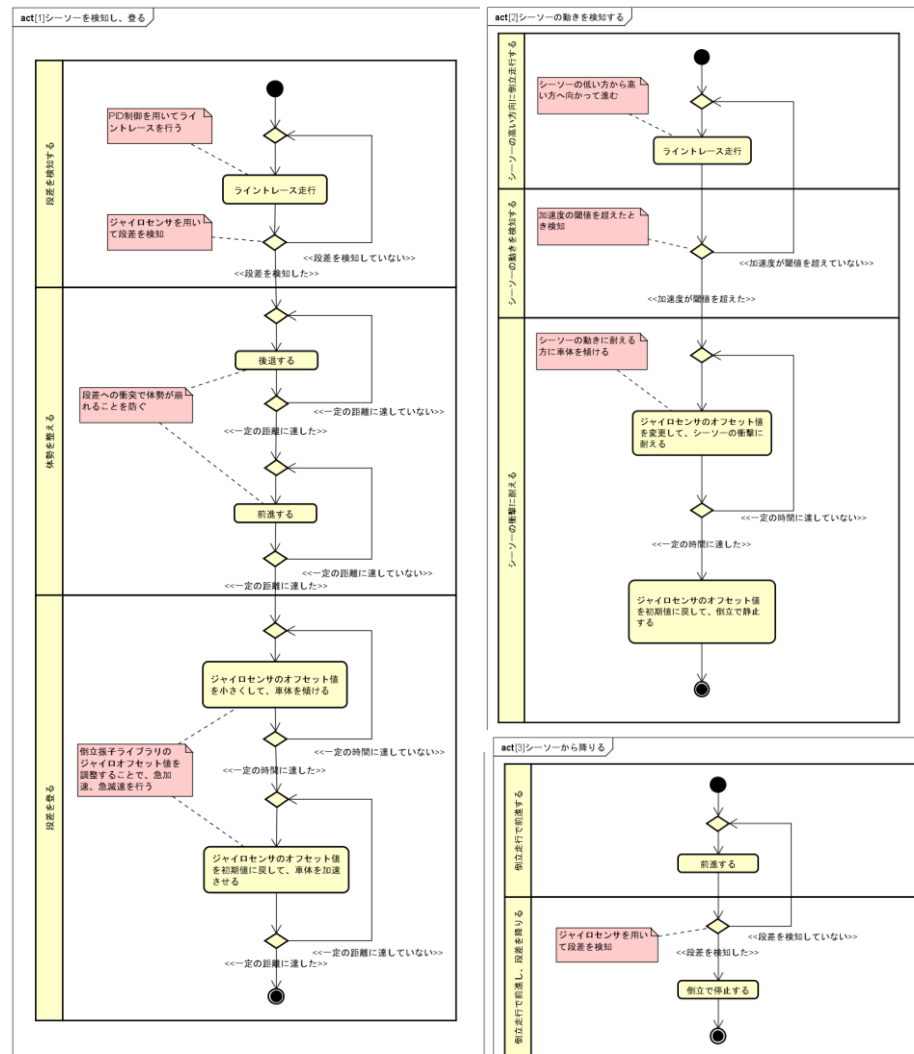 act[1]シーソーを検知し、登る
段差を検知する
PID制御を用いてライ
ントレースを行う
ライントレース走行
ジャイロセンサを用い
て段差を検知
<<段差を検知していない>>
<<段差を検知した>>
体勢を整える
後退する
段差への衝突で体勢が崩
れることを防ぐ
<<一定の距離に達していない>>
<<一定の距離に達した>>
前進する
<<一定の距離に達していない>>
<<一定の距離に達した>>
段差を登る
ジャイロセンサのオフセット値
を小さくして、車体を傾ける
倒立振子ライブラリの
ジャイロオフセット値を
調整することで、急加
速、急減速を行う
<<一定の時間に達していない>>
<<一定の時間に達した>>
ジャイロセンサのオフセット値
を初期値に戻して、車体を加速
させる
<<一定の距離に達していない>>
<<一定の距離に達した>>
act[2]シーソーの動きを検知する
シーソーの高い方向に倒立走行する
シーソーの低い方から高
い方へ向かって進む
ライントレース走行
シーソーの動きを検知する
加速度の閾値を超えたと
き検知
<<加速度が閾値を超えていない>>
<<加速度が閾値を超えた>>
シーソーの衝撃に耐える
シーソーの動きに耐える
方に車体を傾ける
ジャイロセンサのオフセット値
を変更して、シーソーの衝撃に
耐える
<<一定の時間に達していない>>
<<一定の時間に達した>>
ジャイロセンサのオフセット値
を初期値に戻して、倒立で静止
する
act[3]シーソーから降りる
倒立走行で前進する
前進する
倒立走行で前進し、段差を降りる
ジャイロセンサを用い
て段差を検知
<<段差を検知していない>>
<<段差を検知した>>
倒立で停止する